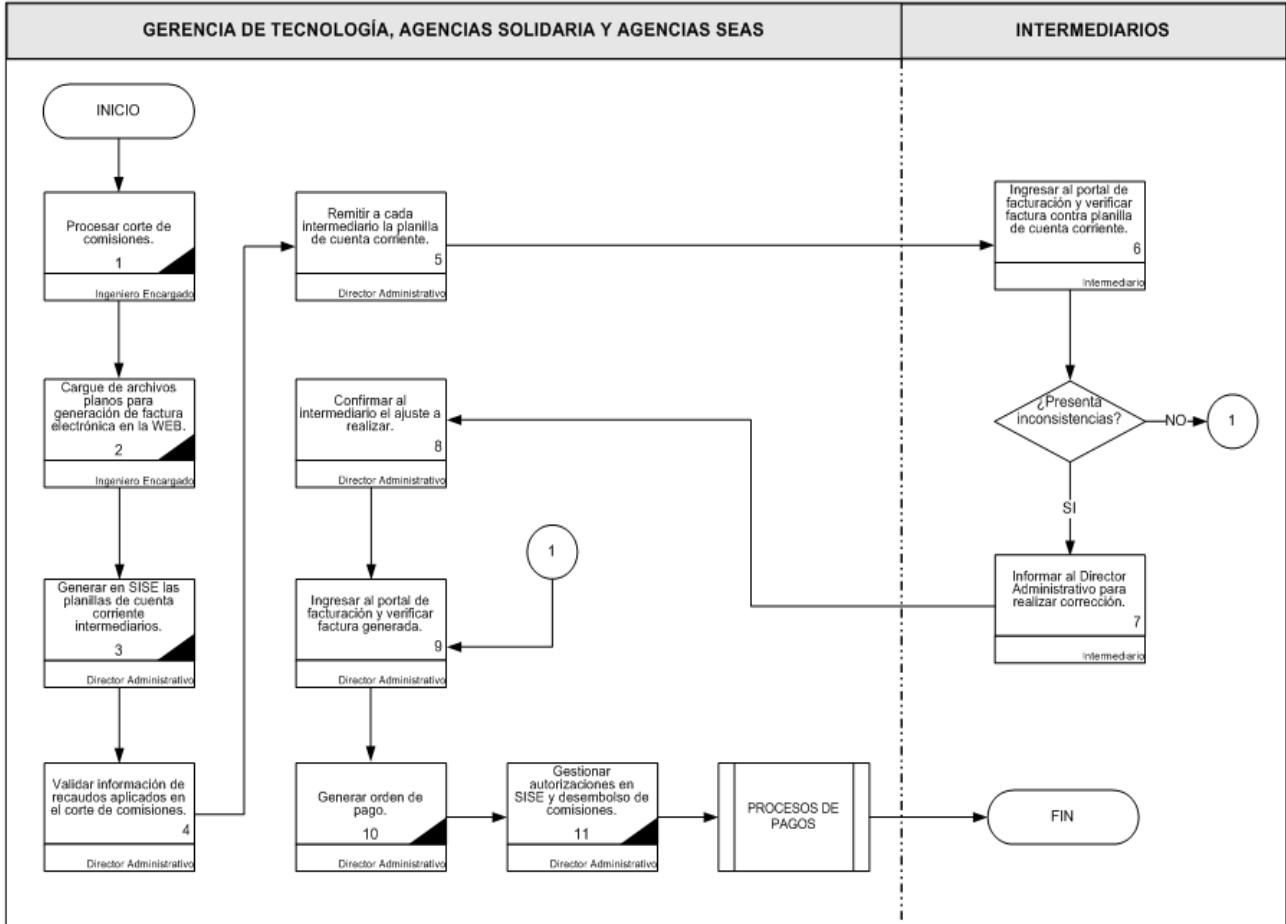 GERENCIA DE TECNOLOGÍA, AGENCIAS SOLIDARIA Y AGENCIAS SEAS
INTERMEDIARIOS
INICIO
Procesar corte de
comisiones.
1
Ingeniero Encargado
Cargue de archivos
planos para
generación de factura
electrónica en la WEB.
2
Ingeniero Encargado
Generar en SISE las
planillas de cuenta
corriente
intermediarios.
3
Director Administrativo
Validar información de
recaudos aplicados en
el corte de comisiones.
4
Director Administrativo
Remitir a cada
intermediario la planilla
de cuenta corriente.
5
Director Administrativo
Ingresar al portal de
facturación y verificar
factura contra planilla
de cuenta corriente.
6
Intermediario
¿Presenta
inconsistencias?
NO
1
SI
Informar al Director
Administrativo para
realizar corrección.
7
Intermediario
Confirmar al
intermediario el ajuste a
realizar.
8
Director Administrativo
1
Ingresar al portal de
facturación y verificar
factura generada.
9
Director Administrativo
Generar orden de
pago.
10
Director Administrativo
Gestionar
autorizaciones en
SISE y desembolso de
comisiones.
11
Director Administrativo
PROCESOS DE
PAGOS
FIN